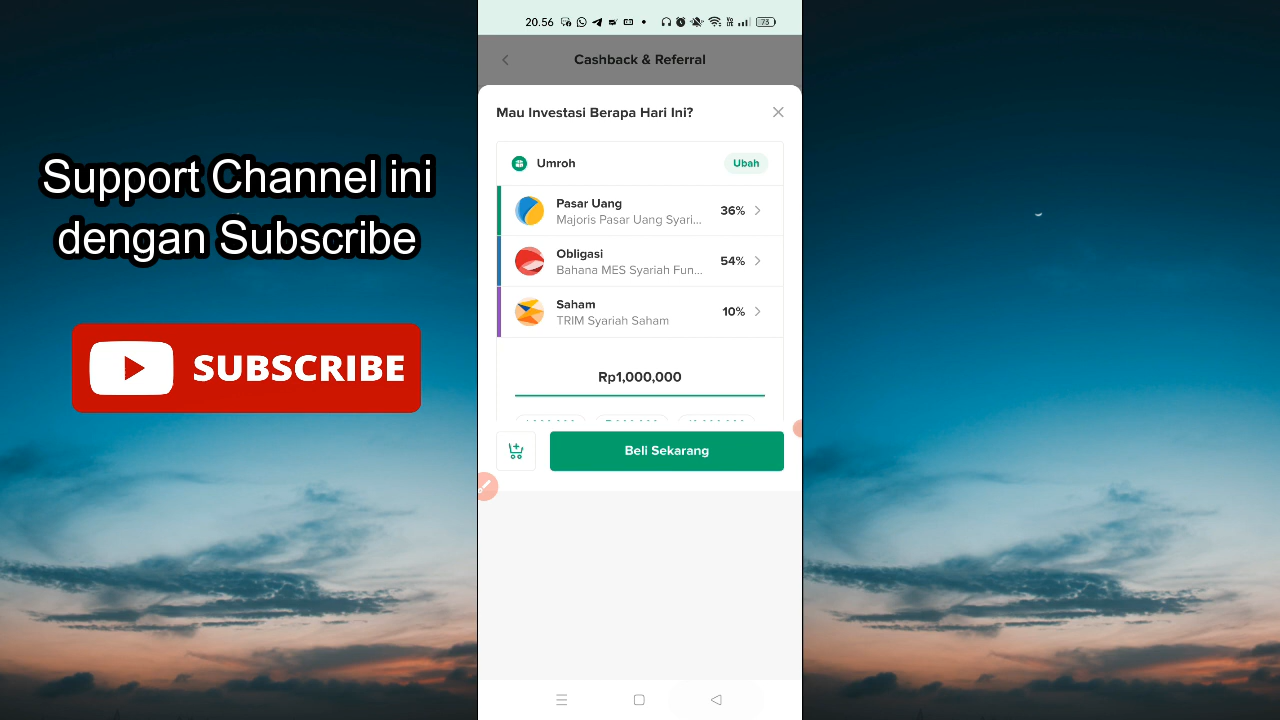 Support Channel ini
dengan Subscribe
SUBSCRIBE
20.56
73
Cashback & Referral
Mau Investasi Berapa Hari Ini?
Umroh
Ubah
Pasar Uang
Majoris Pasar Uang Syari...
36%
Obligasi
Bahana MES Syariah Fun...
54%
Saham
TRIM Syariah Saham
10%
Rp1,000,000
Beli Sekarang